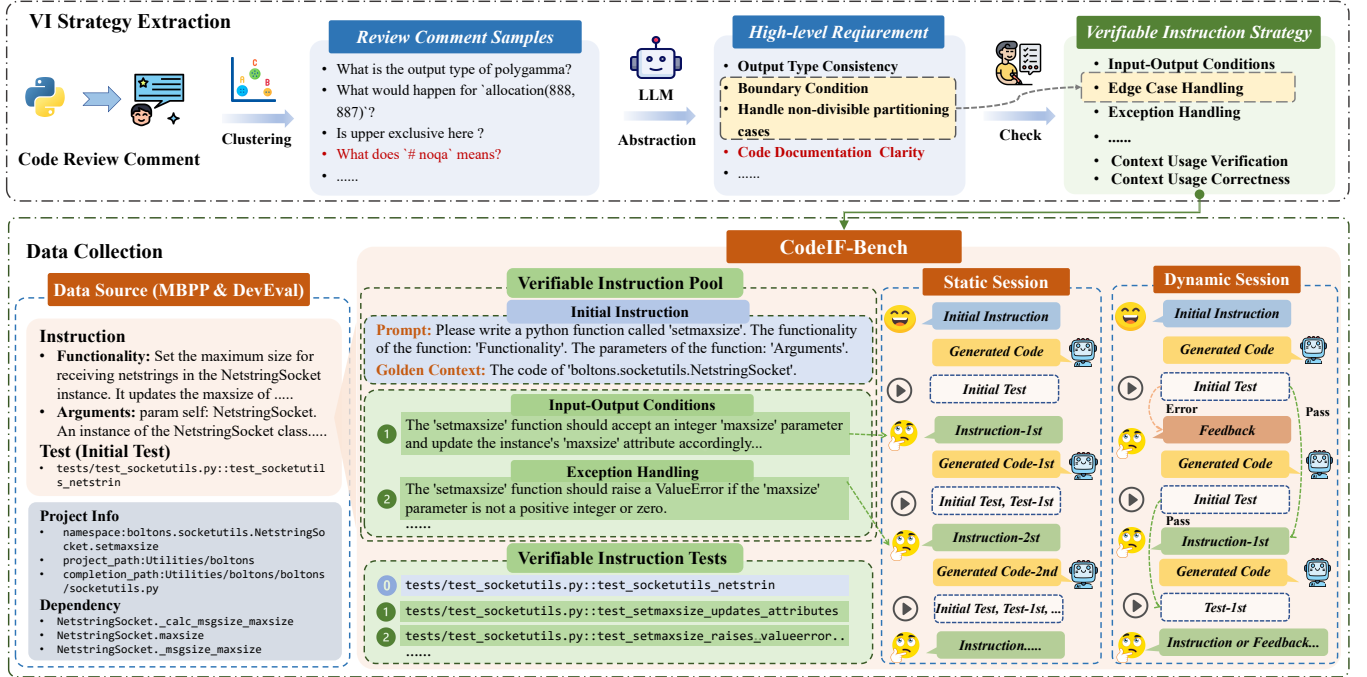 VI Strategy Extraction
Code Review Comment
A
C
B
Clustering
Review Comment Samples
• What is the output type of polygamma?
• What would happen for `allocation(888,
887)`?
• Is upper exclusive here ?
• What does `# noqa` means?
• ......
LLM
Abstraction
High-level Reqiurement
• Output Type Consistency
• Boundary Condition
• Handle non-divisible partitioning
cases
• Code Documentation Clarity
• ......
Check
Verifiable Instruction Strategy
• Input-Output Conditions
• Edge Case Handling
• Exception Handling
• ......
• Context Usage Verification
• Context Usage Correctness
Data Collection
Data Source (MBPP & DevEval)
Instruction
• Functionality: Set the maximum size for
receiving netstrings in the NetstringSocket
instance. It updates the maxsize of .....
• Arguments: param self: NetstringSocket.
An instance of the NetstringSocket class.....
Test (Initial Test)
• tests/test_socketutils.py::test_socketutil
s_netstrin
Project Info
• namespace:boltons.socketutils.NetstringSo
cket.setmaxsize
• project_path:Utilities/boltons
• completion_path:Utilities/boltons/boltons
/socketutils.py
Dependency
• NetstringSocket._calc_msgsize_maxsize
• NetstringSocket.maxsize
• NetstringSocket._msgsize_maxsize
CodeIF-Bench
Verifiable Instruction Pool
Initial Instruction
Prompt: Please write a python function called 'setmaxsize'. The functionality
of the function: 'Functionality'. The parameters of the function: 'Arguments'.
Golden Context: The code of 'boltons.socketutils.NetstringSocket'.
Input-Output Conditions
1 The 'setmaxsize' function should accept an integer 'maxsize' parameter
and update the instance's 'maxsize' attribute accordingly...
Exception Handling
2 The 'setmaxsize' function should raise a ValueError if the 'maxsize'
parameter is not a positive integer or zero.
......
Verifiable Instruction Tests
0 tests/test_socketutils.py::test_socketutils_netstrin
1 tests/test_socketutils.py::test_setmaxsize_updates_attributes
2 tests/test_socketutils.py::test_setmaxsize_raises_valueerror..
......
Static Session
Initial Instruction
Generated Code
Initial Test
Instruction-1st
Generated Code-1st
Initial Test, Test-1st
Instruction-2st
Generated Code-2nd
Initial Test, Test-1st, ...
Instruction.....
Dynamic Session
Initial Instruction
Generated Code
Initial Test
Error
Pass
Feedback
Generated Code
Initial Test
Pass
Instruction-1st
Generated Code
Test-1st
Instruction or Feedback...